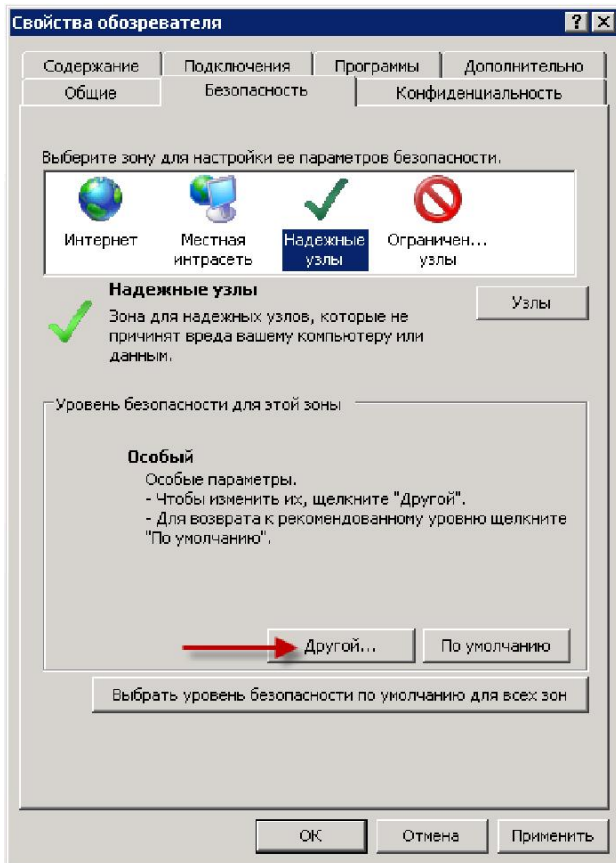 Свойства обозревателя
Содержание Подключения Программы Дополнительно
Общие Безопасность Конфиденциальность
Выберите зону для настройки ее параметров безопасности.
Интернет Местная интрасеть Надежные узлы Ограничен... узлы
Надежные узлы
Узлы
Зона для надежных узлов, которые не
причинят вреда вашему компьютеру или
данным.
Уровень безопасности для этой зоны
Особый
Особые параметры.
- Чтобы изменить их, щелкните "Другой".
- Для возврата к рекомендованному уровню щелкните
"По умолчанию".
Другой... По умолчанию
Выбрать уровень безопасности по умолчанию для всех зон
ОК Отмена Применить